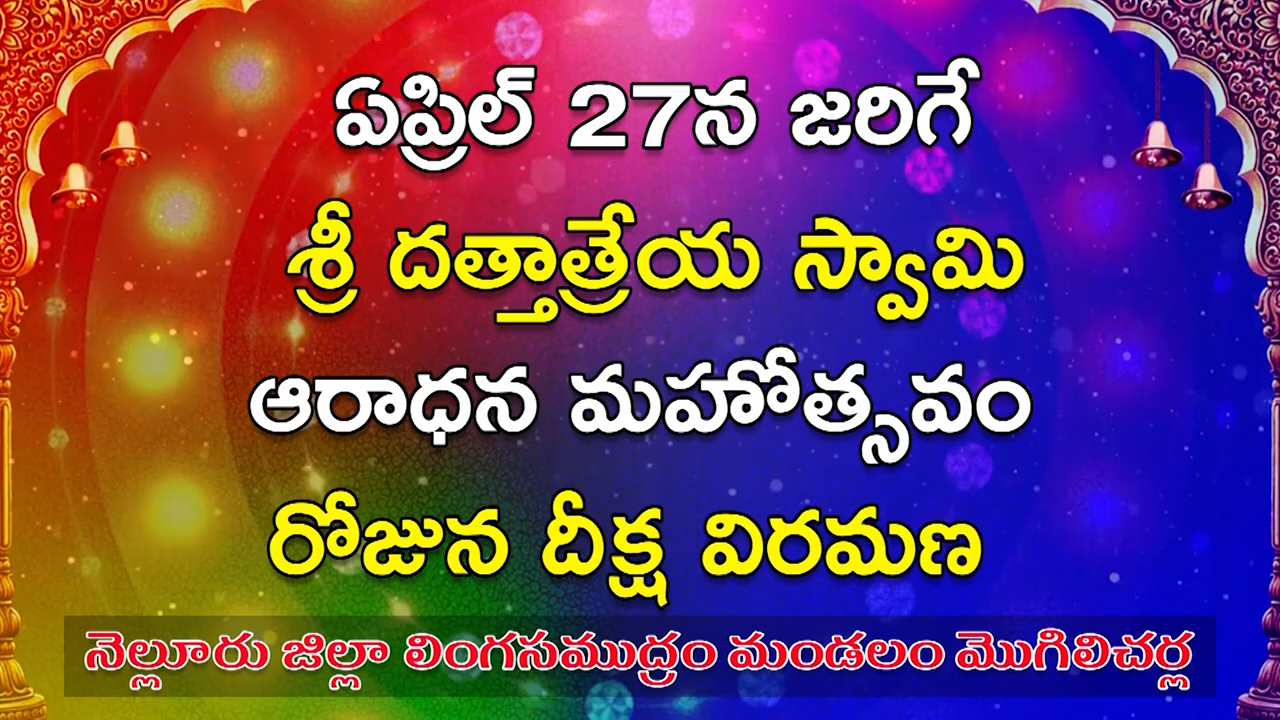 ఏప్రిల్ 27న జరిగే
శ్రీ దత్తాత్రేయ స్వామి
ఆరాధన మహోత్సవం
రోజున దీక్ష విరమణ
నెల్లూరు జిల్లా లింగసముద్రం మండలం మొగిలిచర్ల